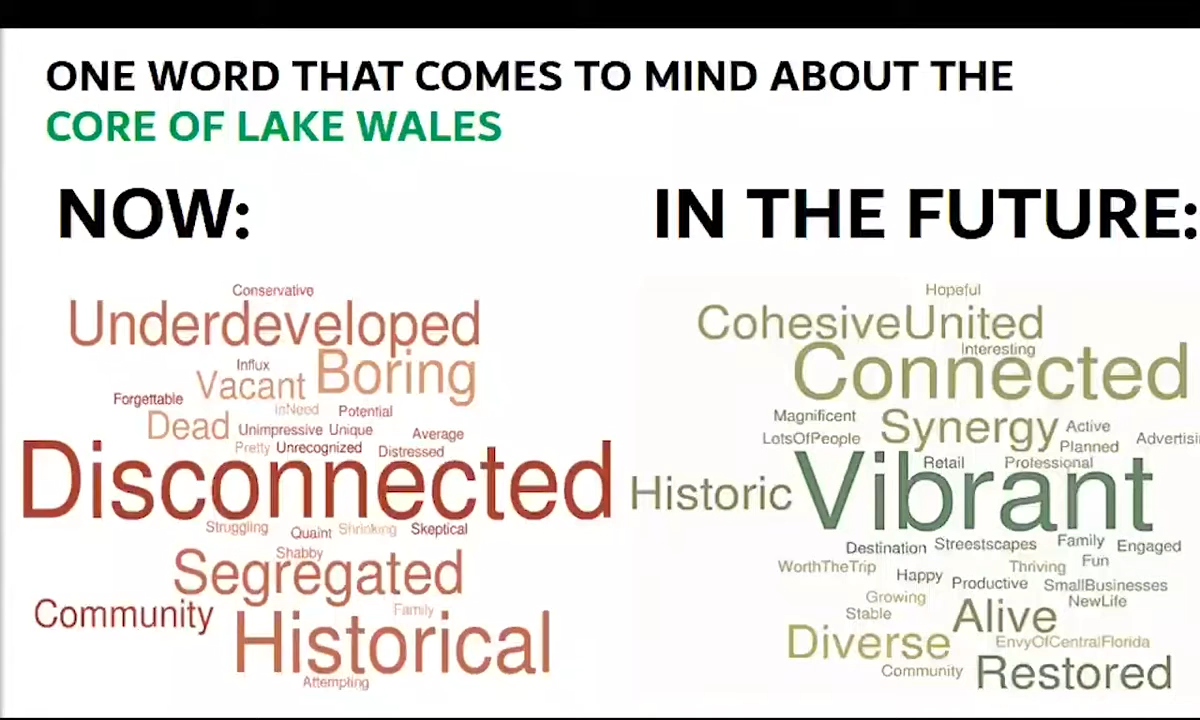 ONE WORD THAT COMES TO MIND ABOUT THE
CORE OF LAKE WALES
NOW:
Conservative
Underdeveloped
Influx
Boring
Vacant
Forgettable
InNeed
Potential
Dead
Unimpressive
Unique
Average
Pretty
Unrecognized
Distressed
Disconnected
Struggling
Quaint
Shrinking
Skeptical
Shabby
Segregated
Community
Family
Historical
Attempting
IN THE FUTURE:
Hopeful
CohesiveUnited
Interesting
Connected
Magnificent
Synergy
Active
LotsOfPeople
Planned
Advertisi
Retail
Professional
Historic
Vibrant
Destination
Streestscapes
Family
Engaged
WorthTheTrip
Thriving
Fun
Happy
Productive
SmallBusinesses
Growing
NewLife
Stable
Alive
Diverse
EnvyOfCentralFlorida
Community
Restored